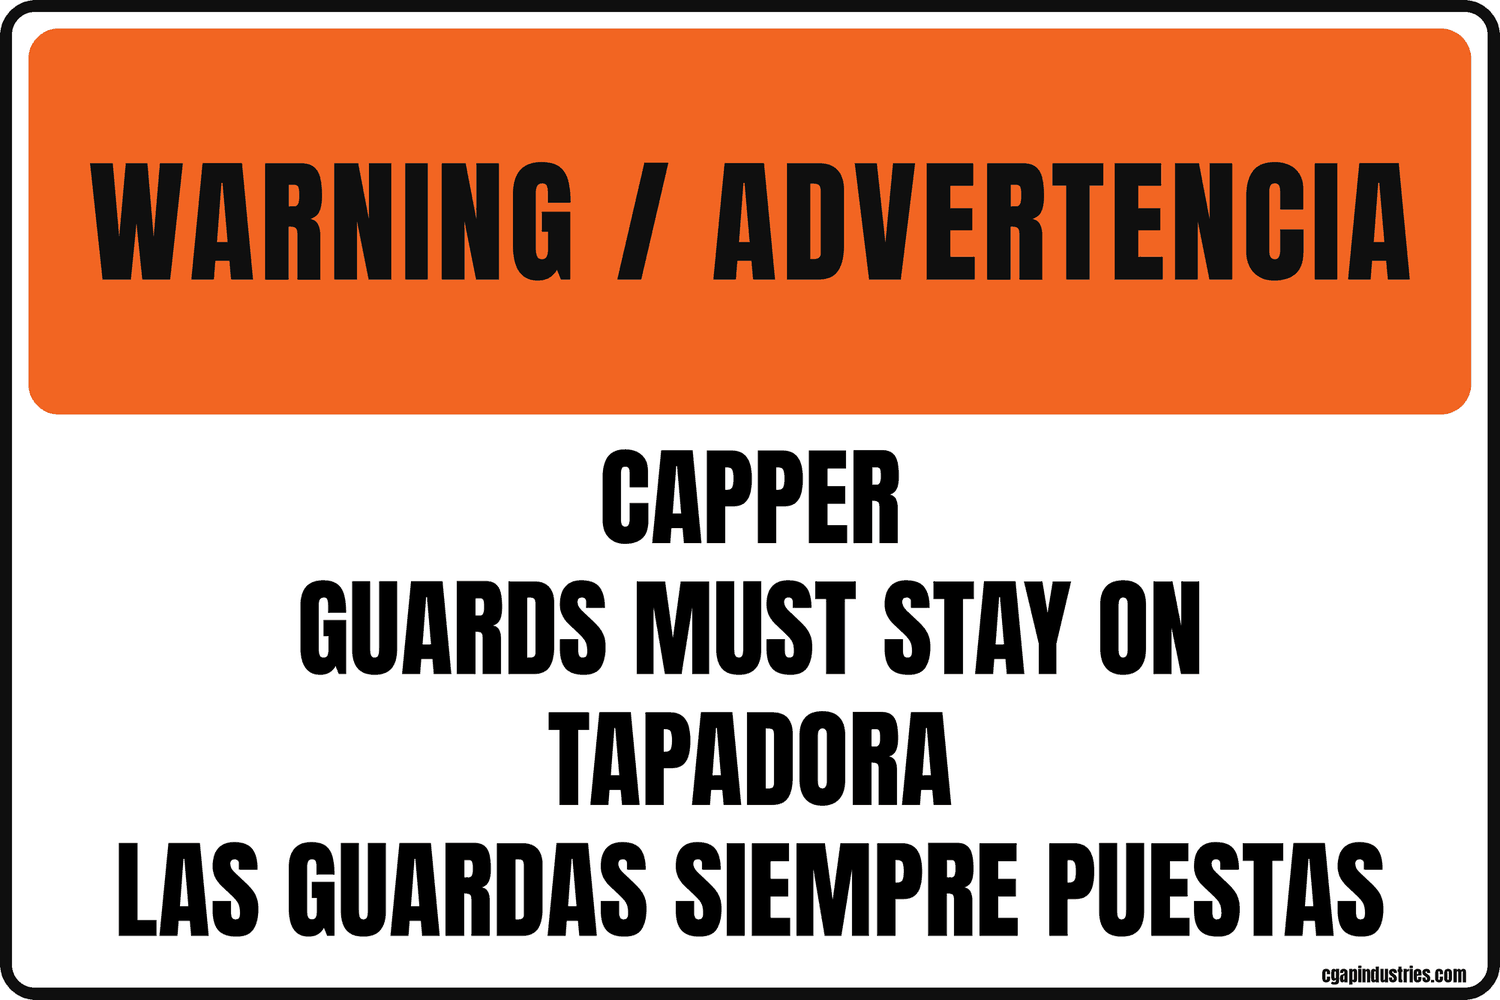 WARNING / ADVERTENCIA
CAPPER
GUARDS MUST STAY ON
TAPADORA
LAS GUARDAS SIEMPRE PUESTAS
cgapindustries.com